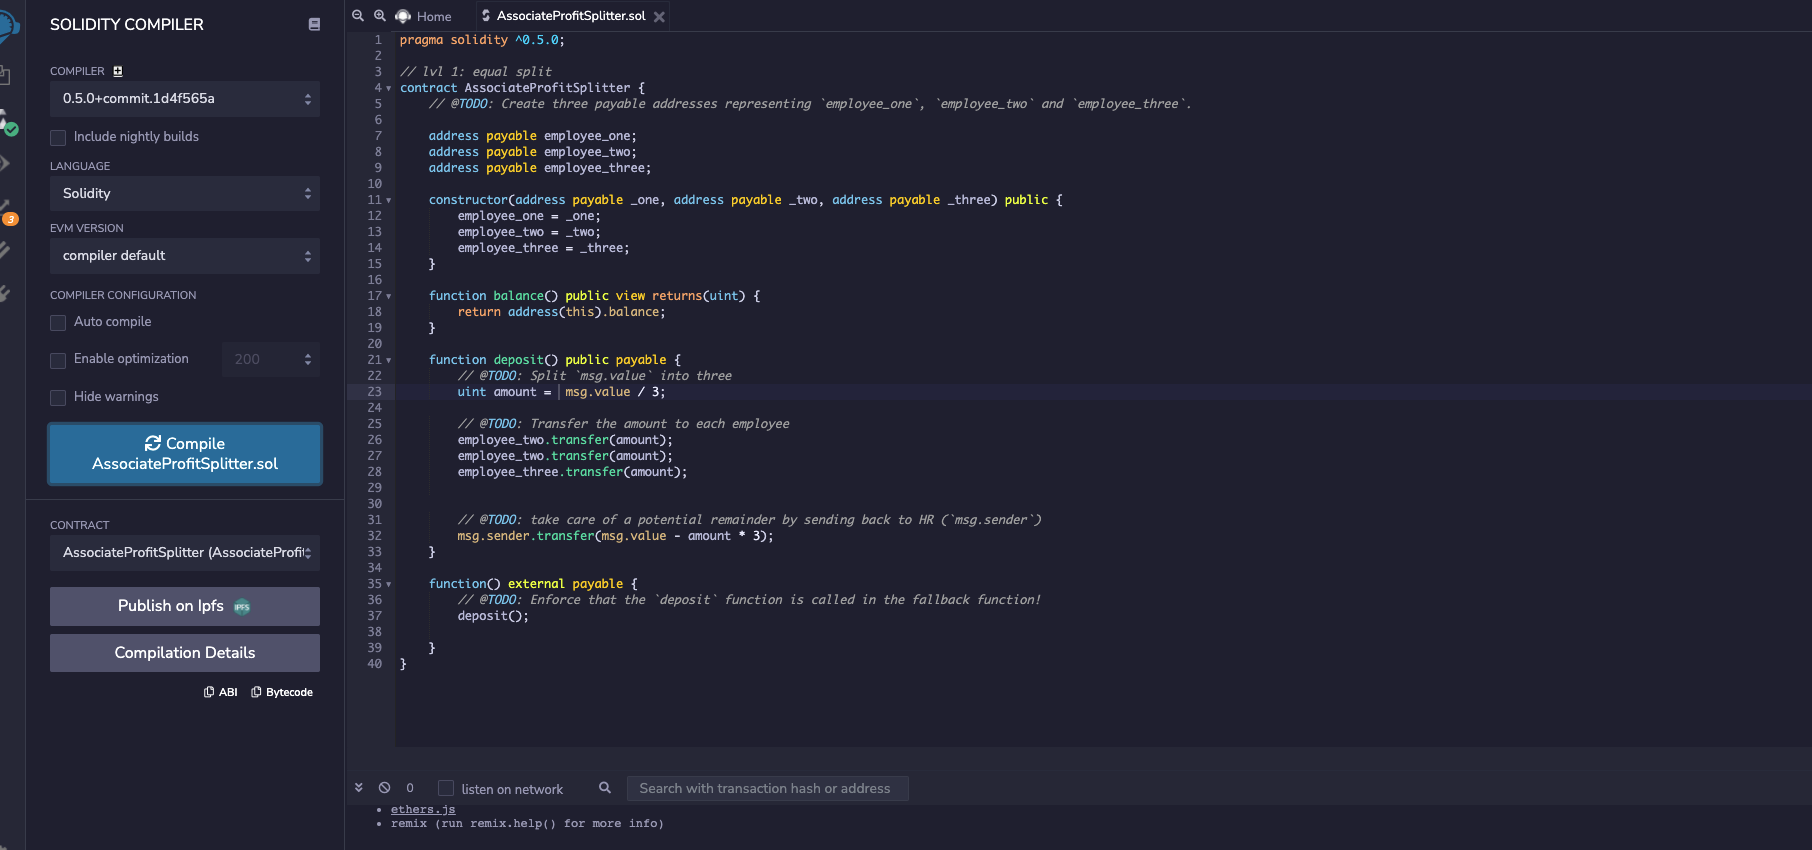 SOLIDITY COMPILER
COMPILER
0.5.0+commit.1d4f565a
Include nightly builds
LANGUAGE
Solidity
EVM VERSION
compiler default
COMPILER CONFIGURATION
Auto compile
Enable optimization 200
Hide warnings
Compile
AssociateProfitSplitter.sol
CONTRACT
AssociateProfitSplitter (AssociateProfit
Publish on Ipfs IPFS
Compilation Details
ABI Bytecode
3
Home AssociateProfitSplitter.sol
1 pragma solidity ^0.5.0;
2
3 // lvl 1: equal split
4 contract AssociateProfitSplitter {
5 // @TODO: Create three payable addresses representing `employee_one`, `employee_two` and `employee_three`.
6
7 address payable employee_one;
8 address payable employee_two;
9 address payable employee_three;
10
11 constructor(address payable _one, address payable _two, address payable _three) public {
12 employee_one = _one;
13 employee_two = _two;
14 employee_three = _three;
15 }
16
17 function balance() public view returns(uint) {
18 return address(this).balance;
19 }
20
21 function deposit() public payable {
22 // @TODO: Split `msg.value` into three
23 uint amount = msg.value / 3;
24
25 // @TODO: Transfer the amount to each employee
26 employee_two.transfer(amount);
27 employee_two.transfer(amount);
28 employee_three.transfer(amount);
29
30
31 // @TODO: take care of a potential remainder by sending back to HR (`msg.sender`)
32 msg.sender.transfer(msg.value - amount * 3);
33 }
34
35 function() external payable {
36 // @TODO: Enforce that the `deposit` function is called in the fallback function!
37 deposit();
38
39 }
40 }
0 listen on network Search with transaction hash or address
• ethers.js
• remix (run remix.help() for more info)